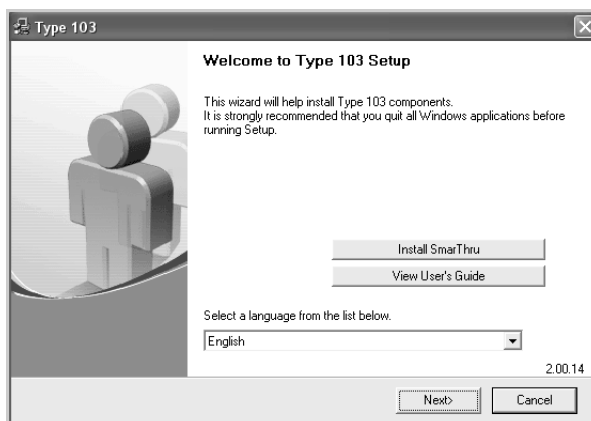 Type 103
Welcome to Type 103 Setup
This wizard will help install Type 103 components.
It is strongly recommended that you quit all Windows applications before
running Setup.
Install SmarThru
View User's Guide
Select a language from the list below.
English
2.00.14
Next>
Cancel